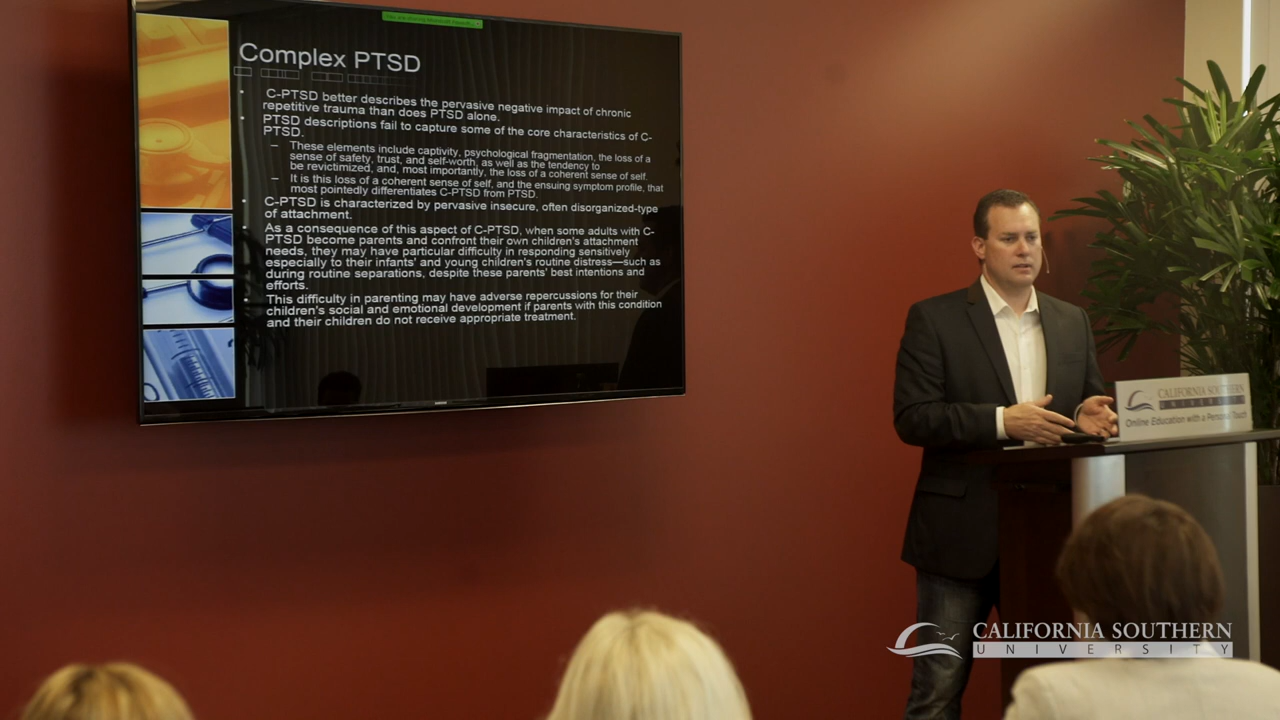 Complex PTSD
• C-PTSD better describes the pervasive negative impact of chronic
repetitive trauma than does PTSD alone.
• PTSD descriptions fail to capture some of the core characteristics of C-
PTSD.
– These elements include captivity, psychological fragmentation, the loss of a
sense of safety, trust, and self-worth, as well as the tendency to
be revictimized, and, most importantly, the loss of a coherent sense of self.
– It is this loss of a coherent sense of self, and the ensuing symptom profile, that
most pointedly differentiates C-PTSD from PTSD.
• C-PTSD is characterized by pervasive insecure, often disorganized-type
of attachment.
• As a consequence of this aspect of C-PTSD, when some adults with C-
PTSD become parents and confront their own children's attachment
needs, they may have particular difficulty in responding sensitively
especially to their infants' and young children's routine distress—such as
during routine separations, despite these parents' best intentions and
efforts.
• This difficulty in parenting may have adverse repercussions for their
children's social and emotional development if parents with this condition
and their children do not receive appropriate treatment.
SAMSUNG
CALIFORNIA SOUTHERN
UNIVERSITY
Online Education with a Personal Touch
CALIFORNIA SOUTHERN
UNIVERSITY